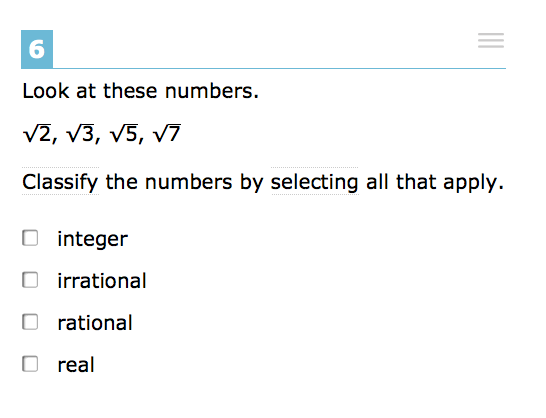 6
Look at these numbers.
√2, √3, √5, √7
Classify the numbers by selecting all that apply.
integer
irrational
rational
real